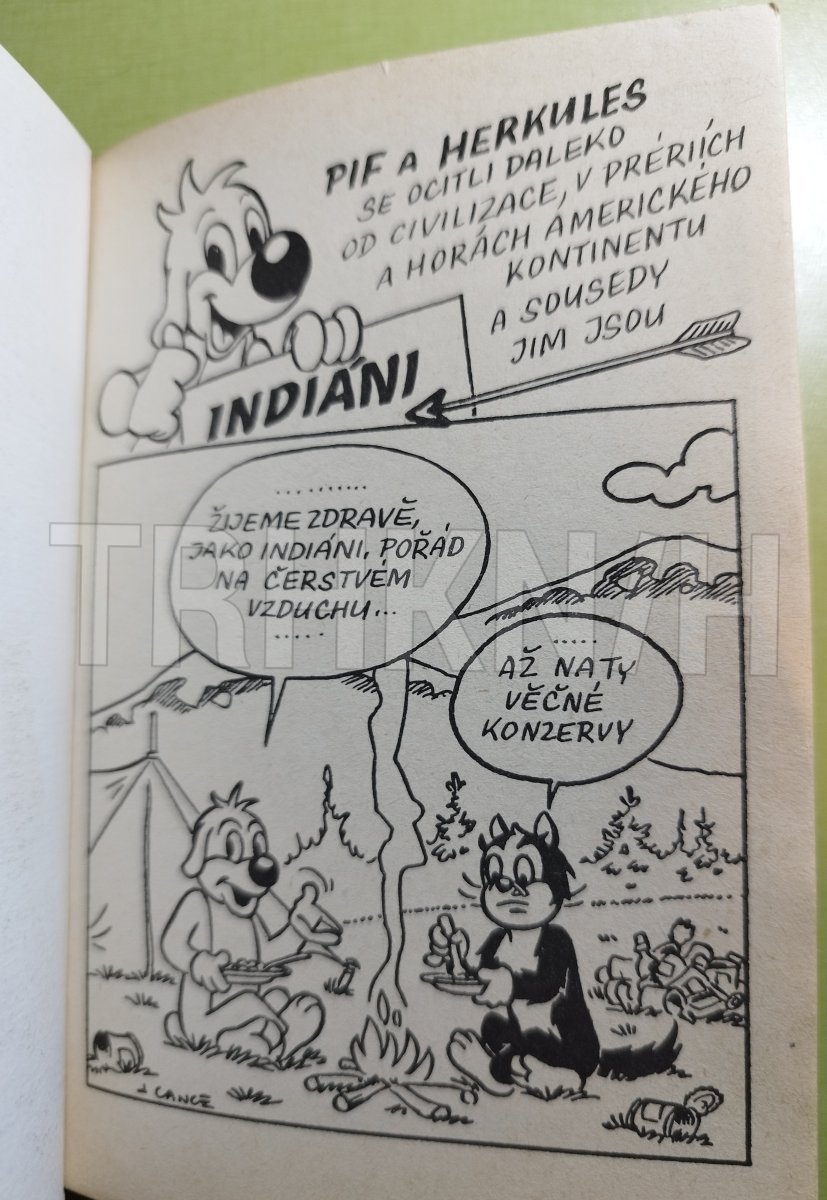 PIF A HERKULES
SE OCITLI DALEKO
OD CIVILIZACE, V PRÉRIÍCH
A HORÁCH AMERICKÉHO
KONTINENTU
A SOUSEDY
JIM JSOU
INDIÁNI
..........
ŽIJEME ZDRAVĚ,
JAKO INDIÁNI, POŘÁD
NA ČERSTVÉM
VZDUCHU...
.....
.....
AŽ NA TY
VĚČNÉ
KONZERVY
J CANCE